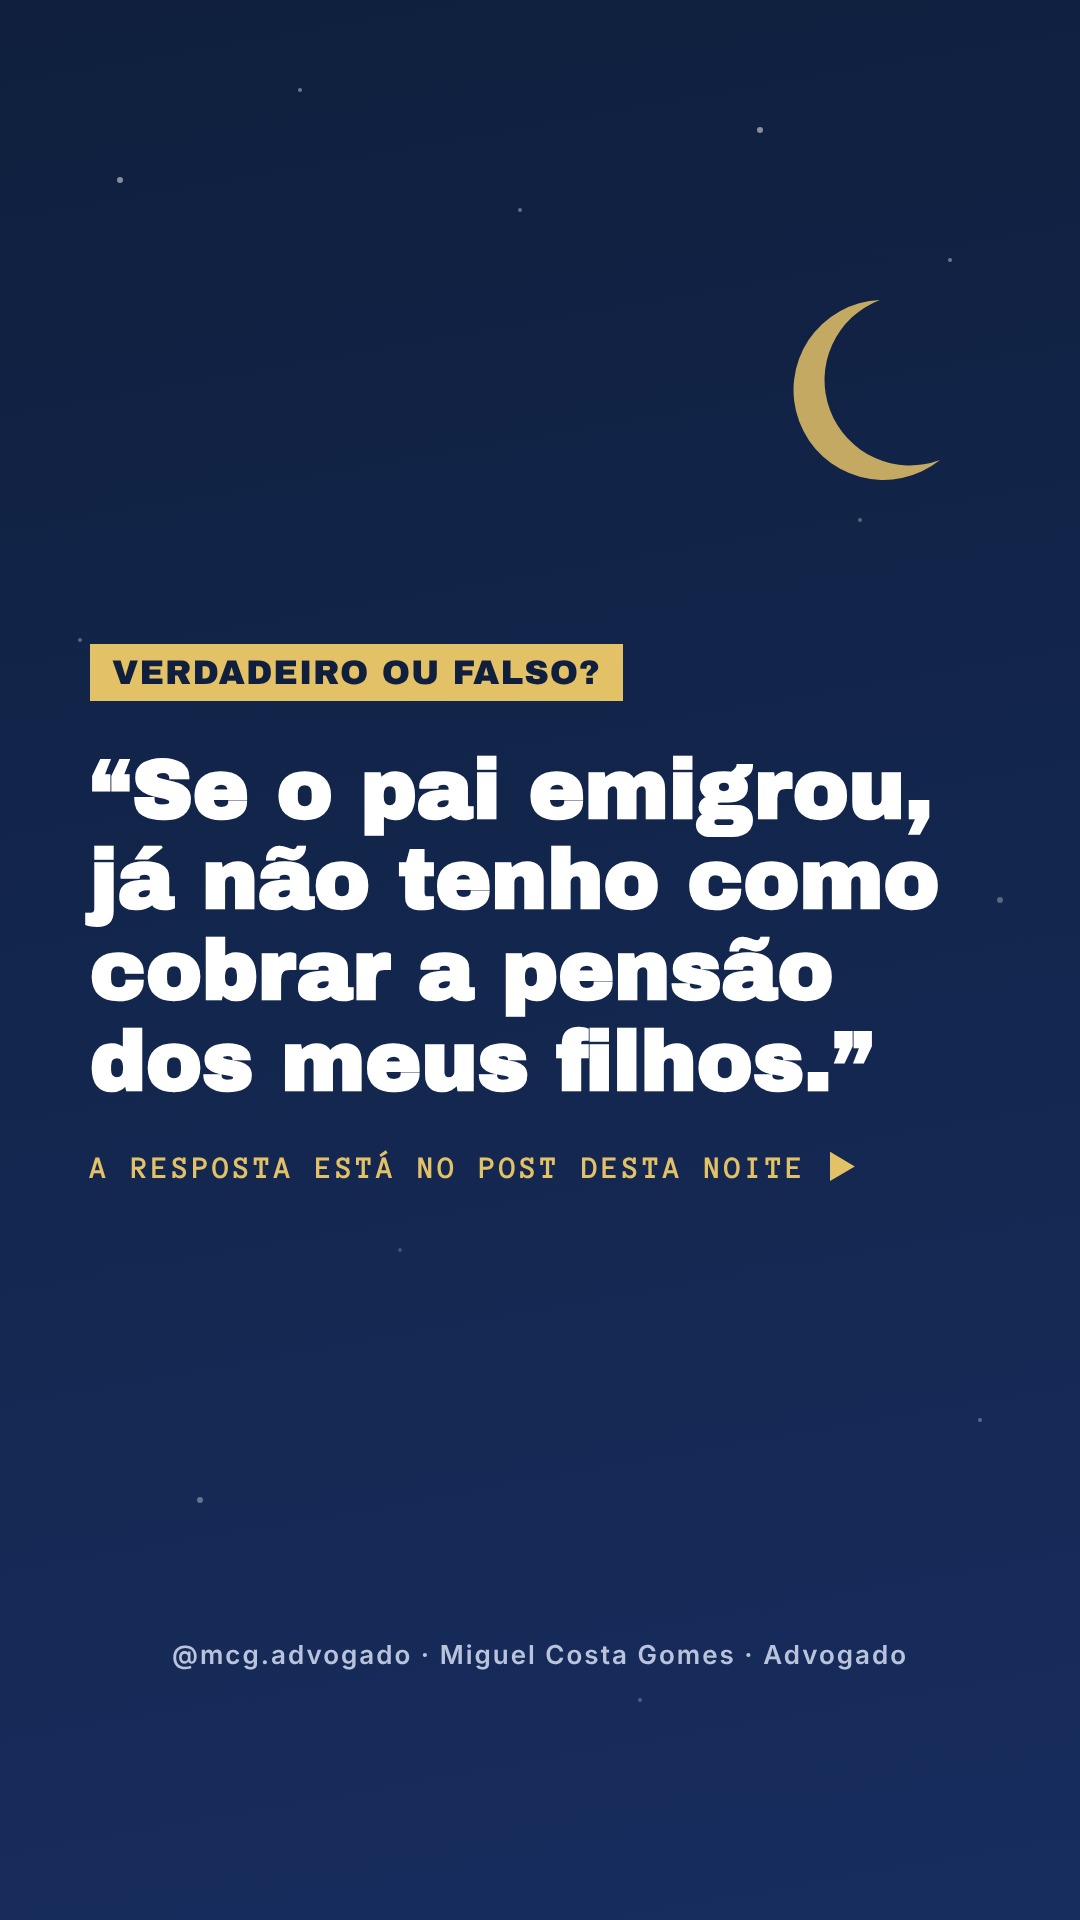 VERDADEIRO OU FALSO?
“Se o pai emigrou,
já não tenho como
cobrar a pensão
dos meus filhos.”
A RESPOSTA ESTÁ NO POST DESTA NOITE ▶
@mcg.advogado · Miguel Costa Gomes · Advogado